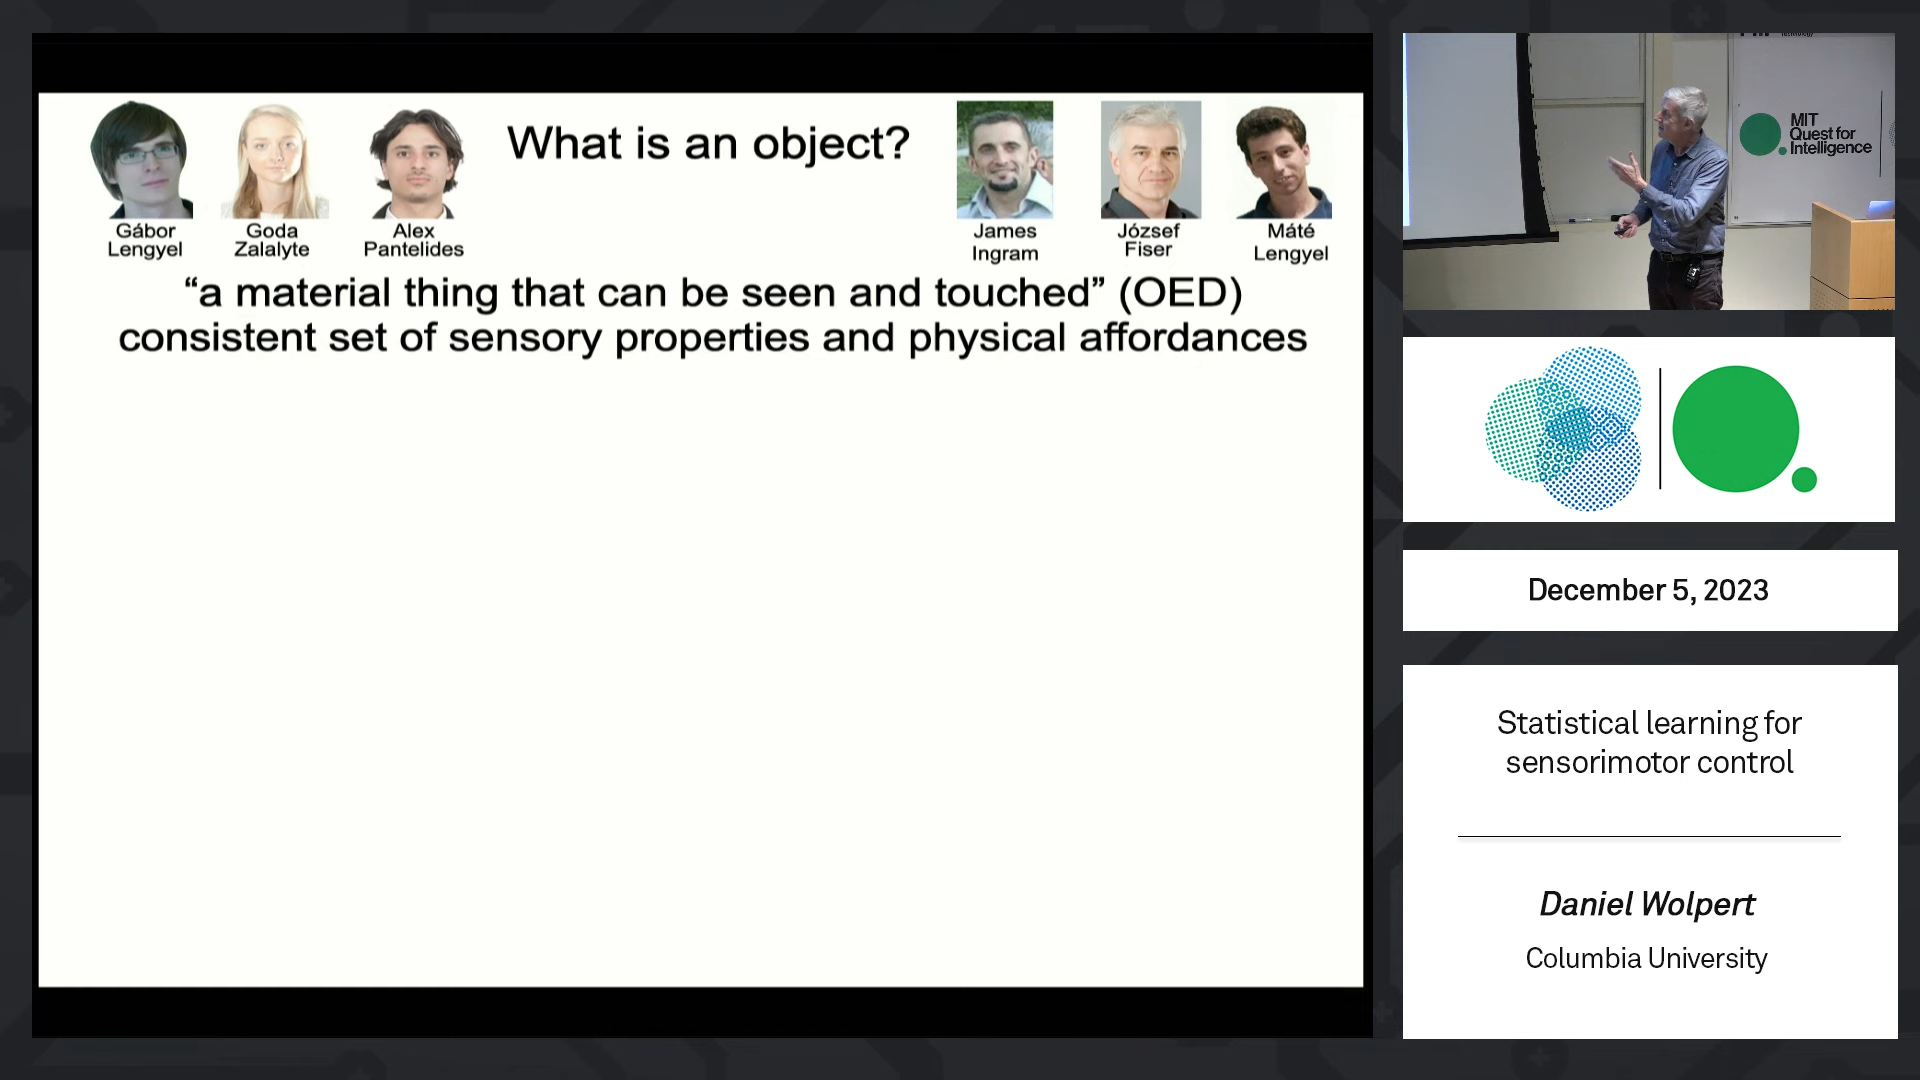 What is an object?
Gábor
Lengyel
Goda
Zalalyte
Alex
Pantelides
James
Ingram
József
Fiser
Máté
Lengyel
“a material thing that can be seen and touched” (OED)
consistent set of sensory properties and physical affordances
MIT
Quest for
Intelligence
December 5, 2023
Statistical learning for
sensorimotor control
Daniel Wolpert
Columbia University